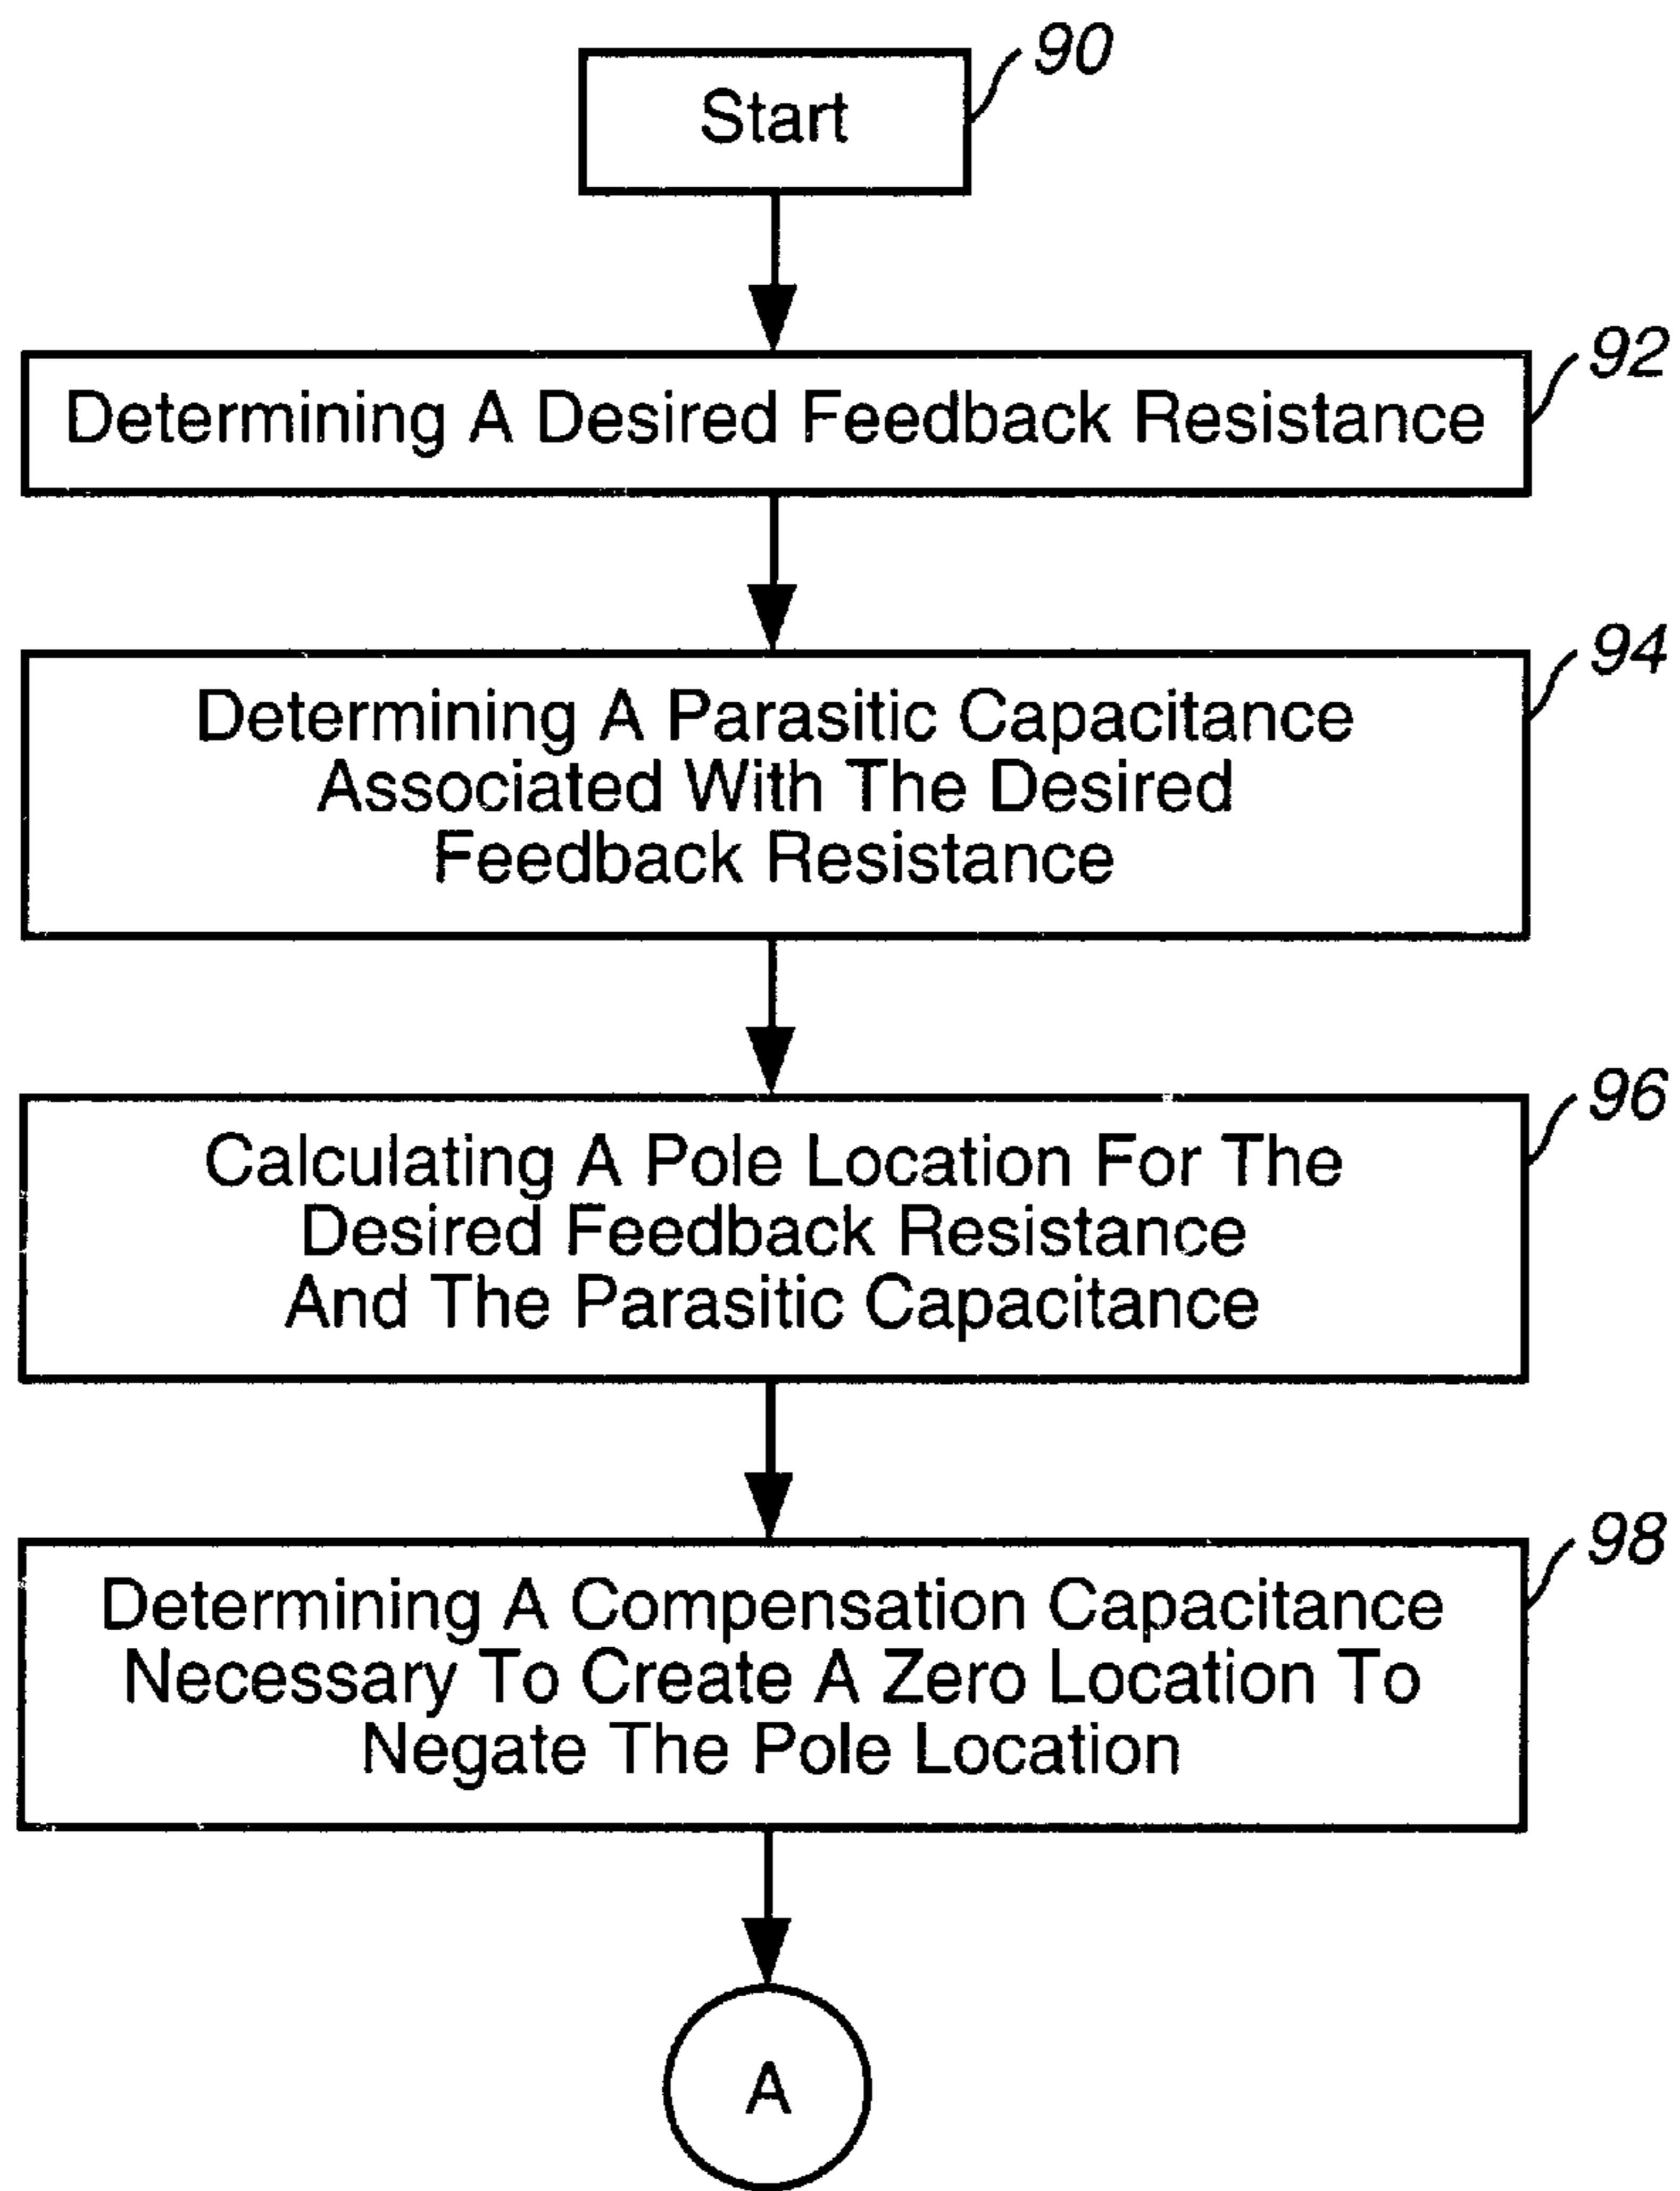 90
Start
92
Determining A Desired Feedback Resistance
94
Determining A Parasitic Capacitance
Associated With The Desired
Feedback Resistance
96
Calculating A Pole Location For The
Desired Feedback Resistance
And The Parasitic Capacitance
98
Determining A Compensation Capacitance
Necessary To Create A Zero Location To
Negate The Pole Location
A